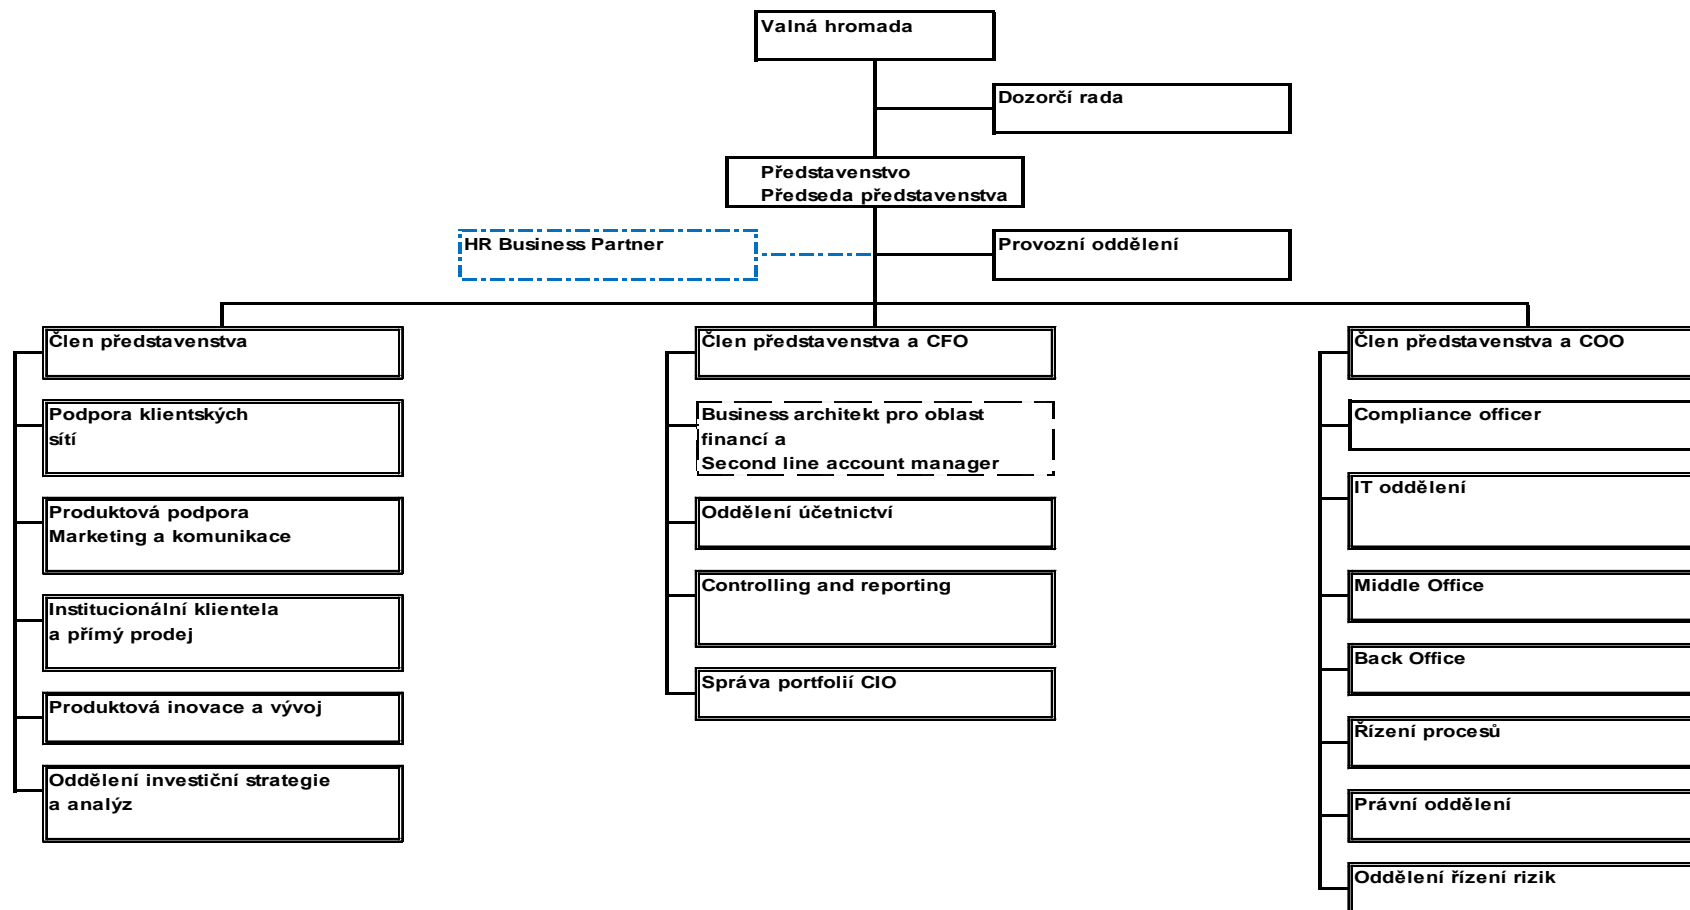 Valná hromada
Dozorčí rada
Představenstvo
Předseda představenstva
HR Business Partner
Provozní oddělení
Člen představenstva
Podpora klientských
sítí
Produktová podpora
Marketing a komunikace
Institucionální klientela
a přímý prodej
Produktová inovace a vývoj
Oddělení investiční strategie
a analýz
Člen představenstva a CFO
Business architekt pro oblast
financí a
Second line account manager
Oddělení účetnictví
Controlling and reporting
Správa portfolií CIO
Člen představenstva a COO
Compliance officer
IT oddělení
Middle Office
Back Office
Řízení procesů
Právní oddělení
Oddělení řízení rizik